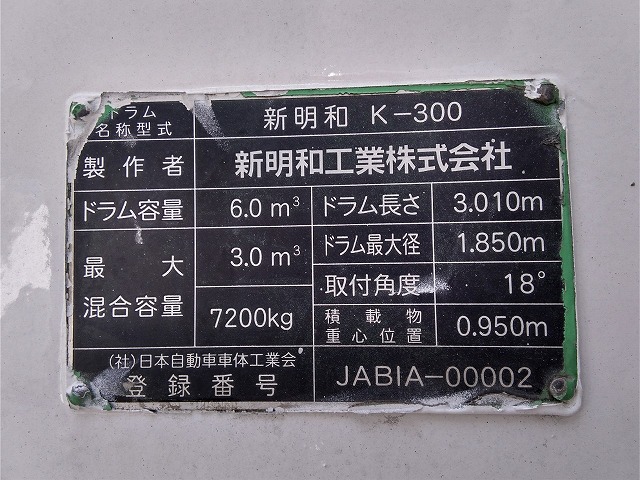 ドラム
名称型式
新明和 K-300
製作者
新明和工業株式会社
ドラム容量
6.0m³
ドラム長さ
3.010m
最大
混合容量
3.0m³
7200kg
ドラム最大径
1.850m
取付角度
18°
積載物
重心位置
0.950m
(社)日本自動車車体工業会
登録番号
JABIA-00002